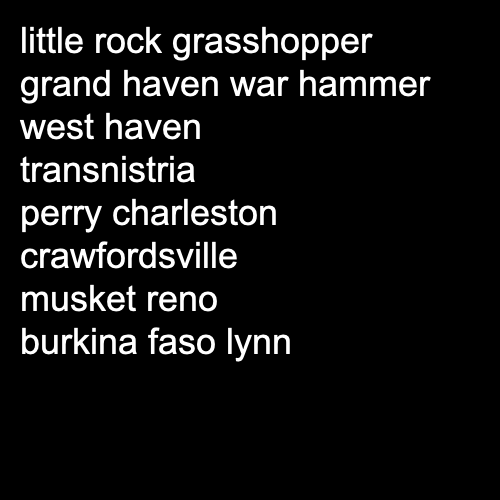 little rock grasshopper
grand haven war hammer
west haven
transnistria
perry charleston
crawfordsville
musket reno
burkina faso lynn